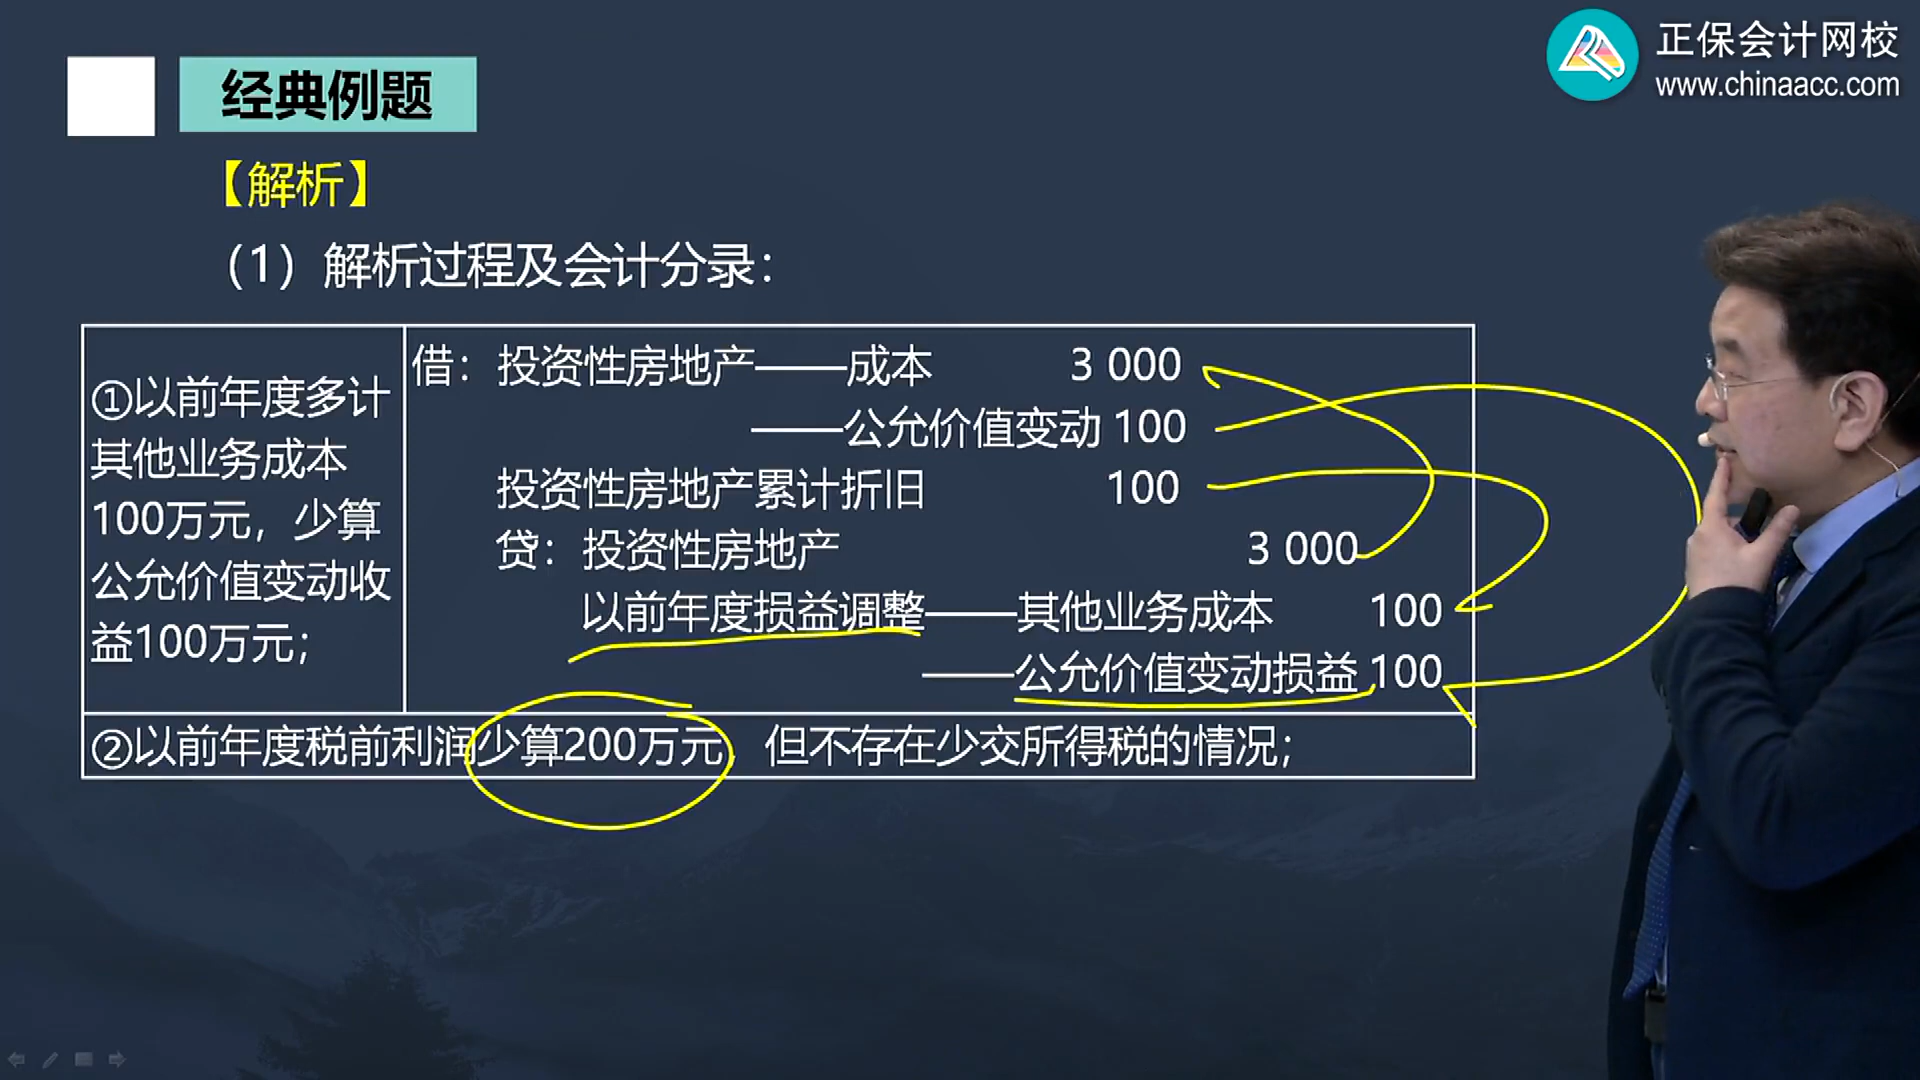 正保会计网校
www.chinaacc.com
经典例题
【解析】
（1）解析过程及会计分录：
①以前年度多计
其他业务成本
100万元，少算
公允价值变动收
益100万元；
借：投资性房地产——成本 3 000
——公允价值变动 100
投资性房地产累计折旧 100
贷：投资性房地产 3 000
以前年度损益调整——其他业务成本 100
——公允价值变动损益 100
②以前年度税前利润少算200万元，但不存在少交所得税的情况；